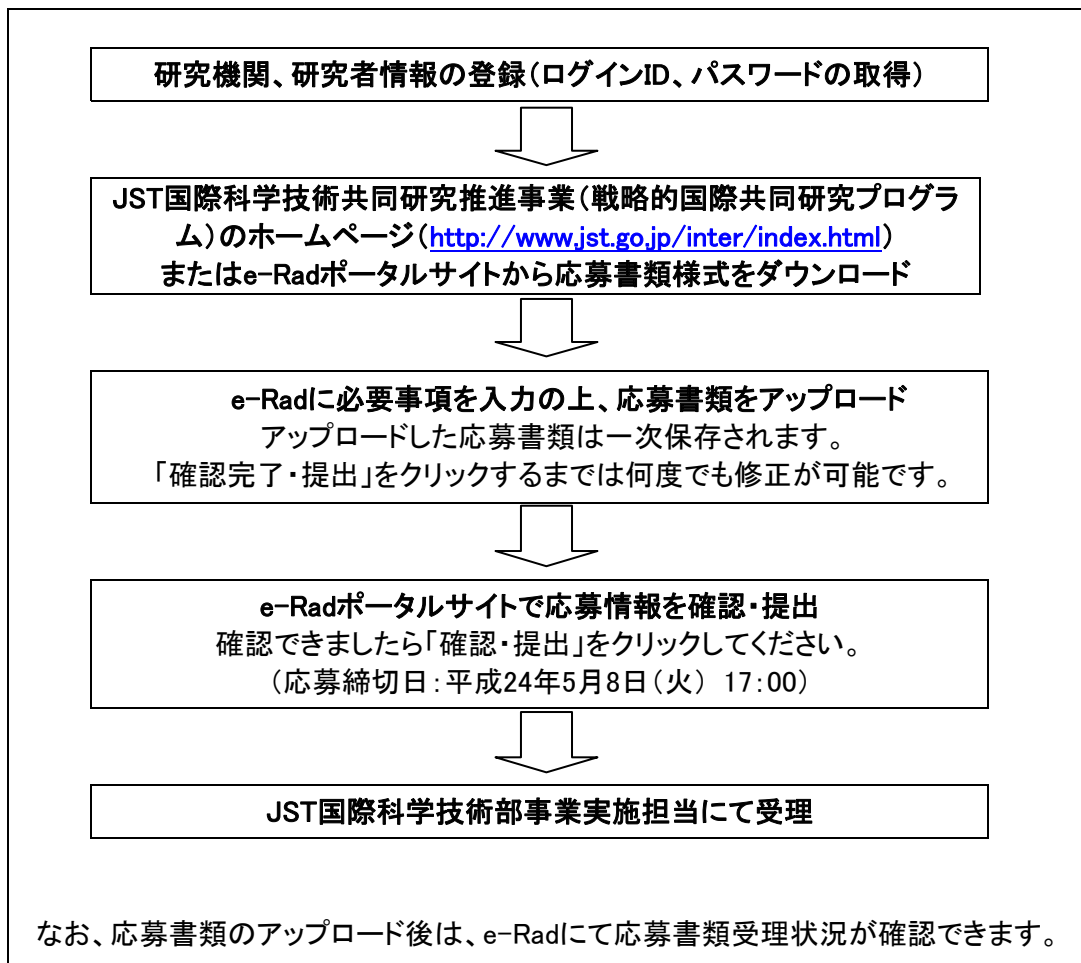 研究機関、研究者情報の登録(ログインID、パスワードの取得)
JST国際科学技術共同研究推進事業(戦略的国際共同研究プログラ
ム)のホームページ(http://www.jst.go.jp/inter/index.html)
またはe-Radポータルサイトから応募書類様式をダウンロード
e-Radに必要事項を入力の上、応募書類をアップロード
アップロードした応募書類は一次保存されます。
「確認完了・提出」をクリックするまでは何度でも修正が可能です。
e-Radポータルサイトで応募情報を確認・提出
確認できましたら「確認・提出」をクリックしてください。
(応募締切日:平成24年5月8日(火) 17:00)
JST国際科学技術部事業実施担当にて受理
なお、応募書類のアップロード後は、e-Radにて応募書類受理状況が確認できます。